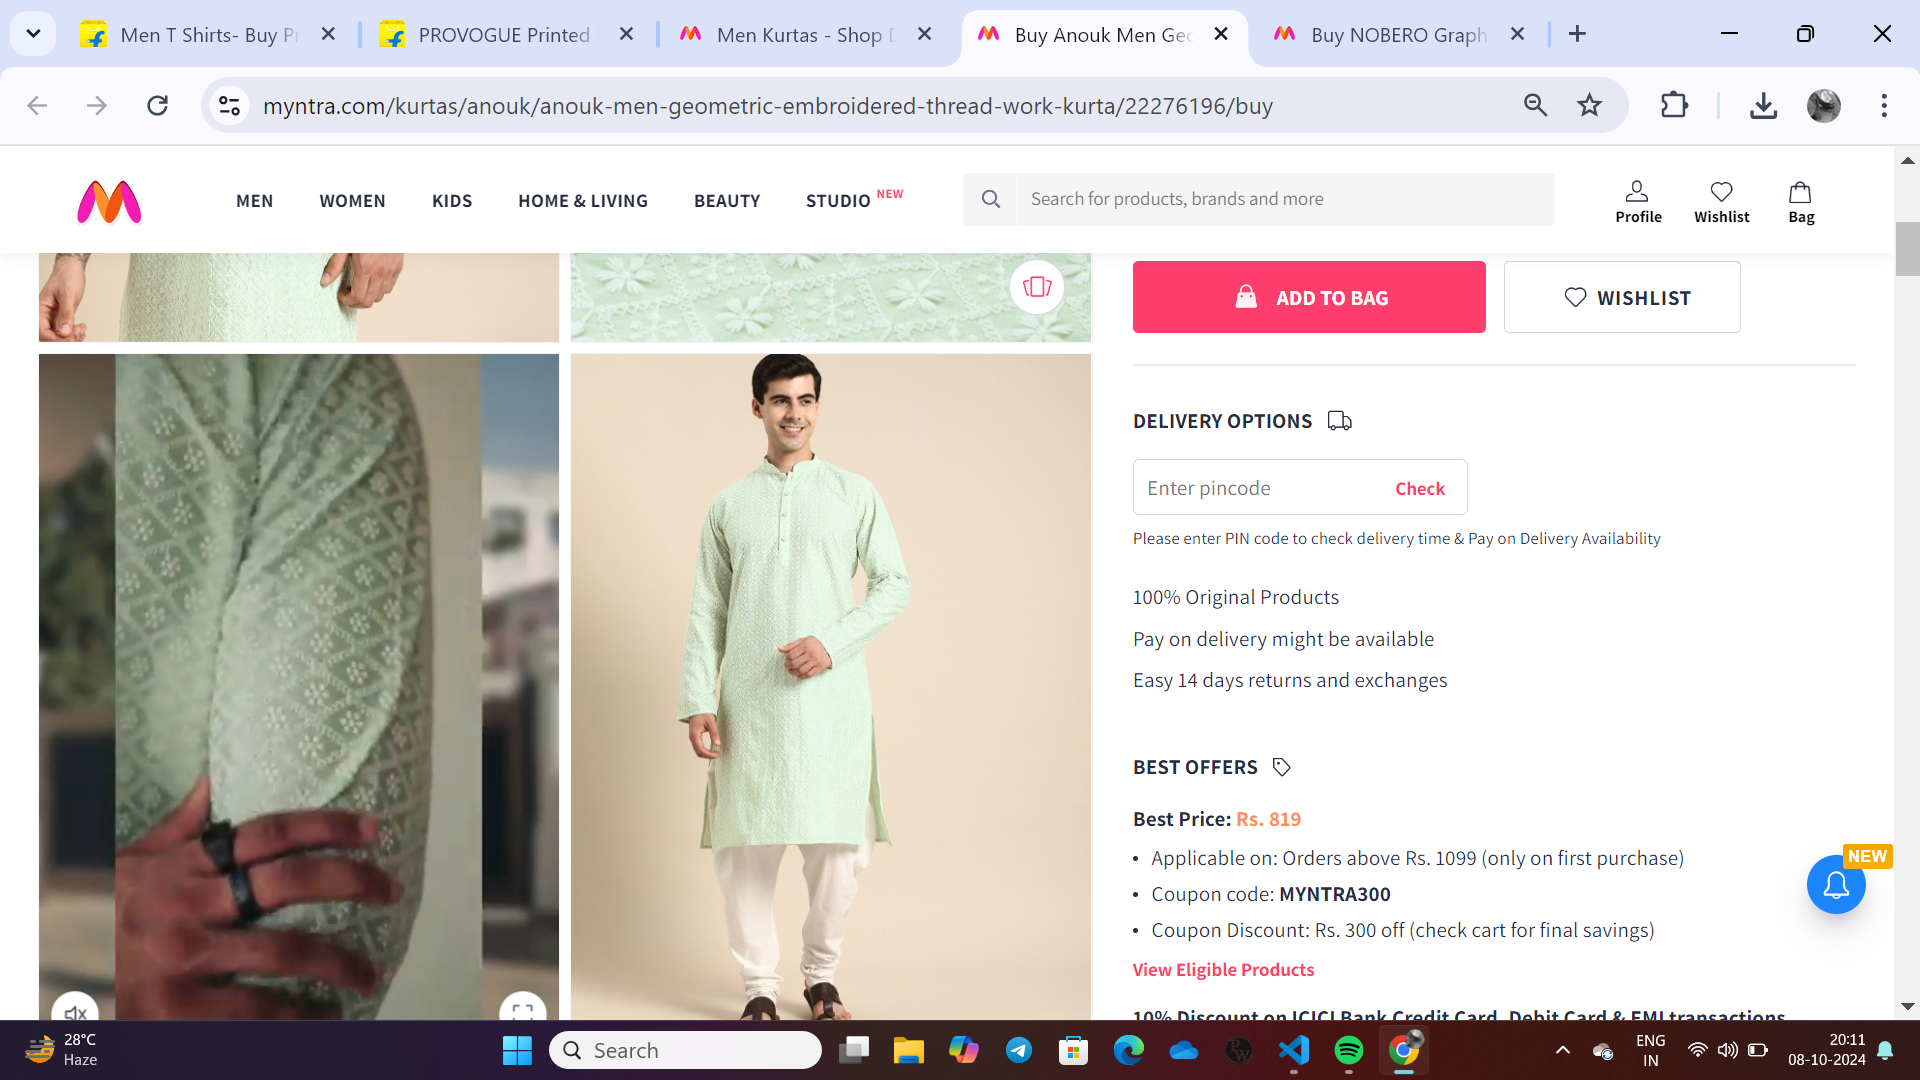 Men T Shirts- Buy Pr
PROVOGUE Printed
Men Kurtas - Shop D
Buy Anouk Men Geo
Buy NOBERO Graph
myntra.com/kurtas/anouk/anouk-men-geometric-embroidered-thread-work-kurta/22276196/buy
MEN
WOMEN
KIDS
HOME & LIVING
BEAUTY
STUDIO NEW
Search for products, brands and more
Profile
Wishlist
Bag
ADD TO BAG
WISHLIST
DELIVERY OPTIONS
Enter pincode
Check
Please enter PIN code to check delivery time & Pay on Delivery Availability
100% Original Products
Pay on delivery might be available
Easy 14 days returns and exchanges
BEST OFFERS
Best Price: Rs. 819
• Applicable on: Orders above Rs. 1099 (only on first purchase)
• Coupon code: MYNTRA300
• Coupon Discount: Rs. 300 off (check cart for final savings)
View Eligible Products
NEW
10% Discount on ICICI Bank Credit Card, Debit Card & EMI transactions
28°C
Haze
Search
ENG
IN
20:11
08-10-2024